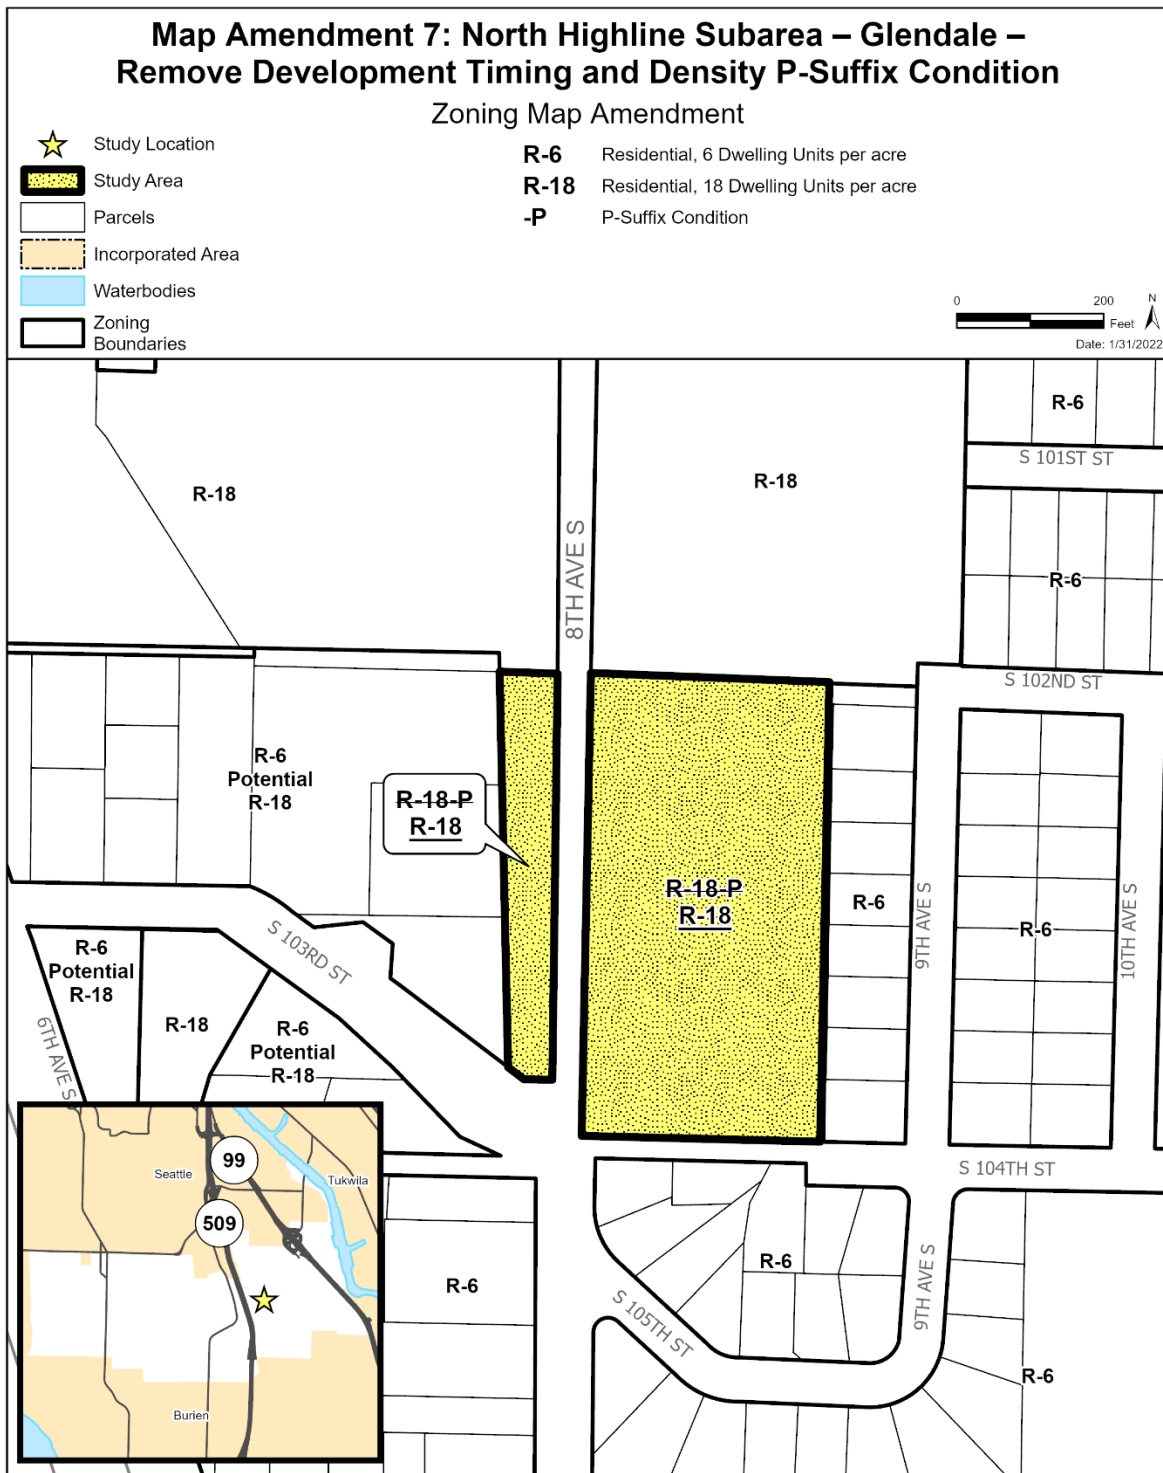 Map Amendment 7: North Highline Subarea – Glendale –
Remove Development Timing and Density P-Suffix Condition
Zoning Map Amendment
Study Location
Study Area
Parcels
Incorporated Area
Waterbodies
Zoning
Boundaries
R-6 Residential, 6 Dwelling Units per acre
R-18 Residential, 18 Dwelling Units per acre
-P P-Suffix Condition
0 200
Feet
N
Date: 1/31/2022
R-6
S 101ST ST
R-18
R-18
8TH AVE S
R-6
S 102ND ST
R-6
Potential
R-18
R-18-P
R-18
R-18-P
R-18
R-6
9TH AVE S
R-6
10TH AVE S
S 103RD ST
R-6
Potential
R-18
R-18
R-6
Potential
R-18
6TH AVE S
S 104TH ST
Seattle
99
Tukwila
509
Burien
R-6
R-6
S 105TH ST
9TH AVE S
R-6